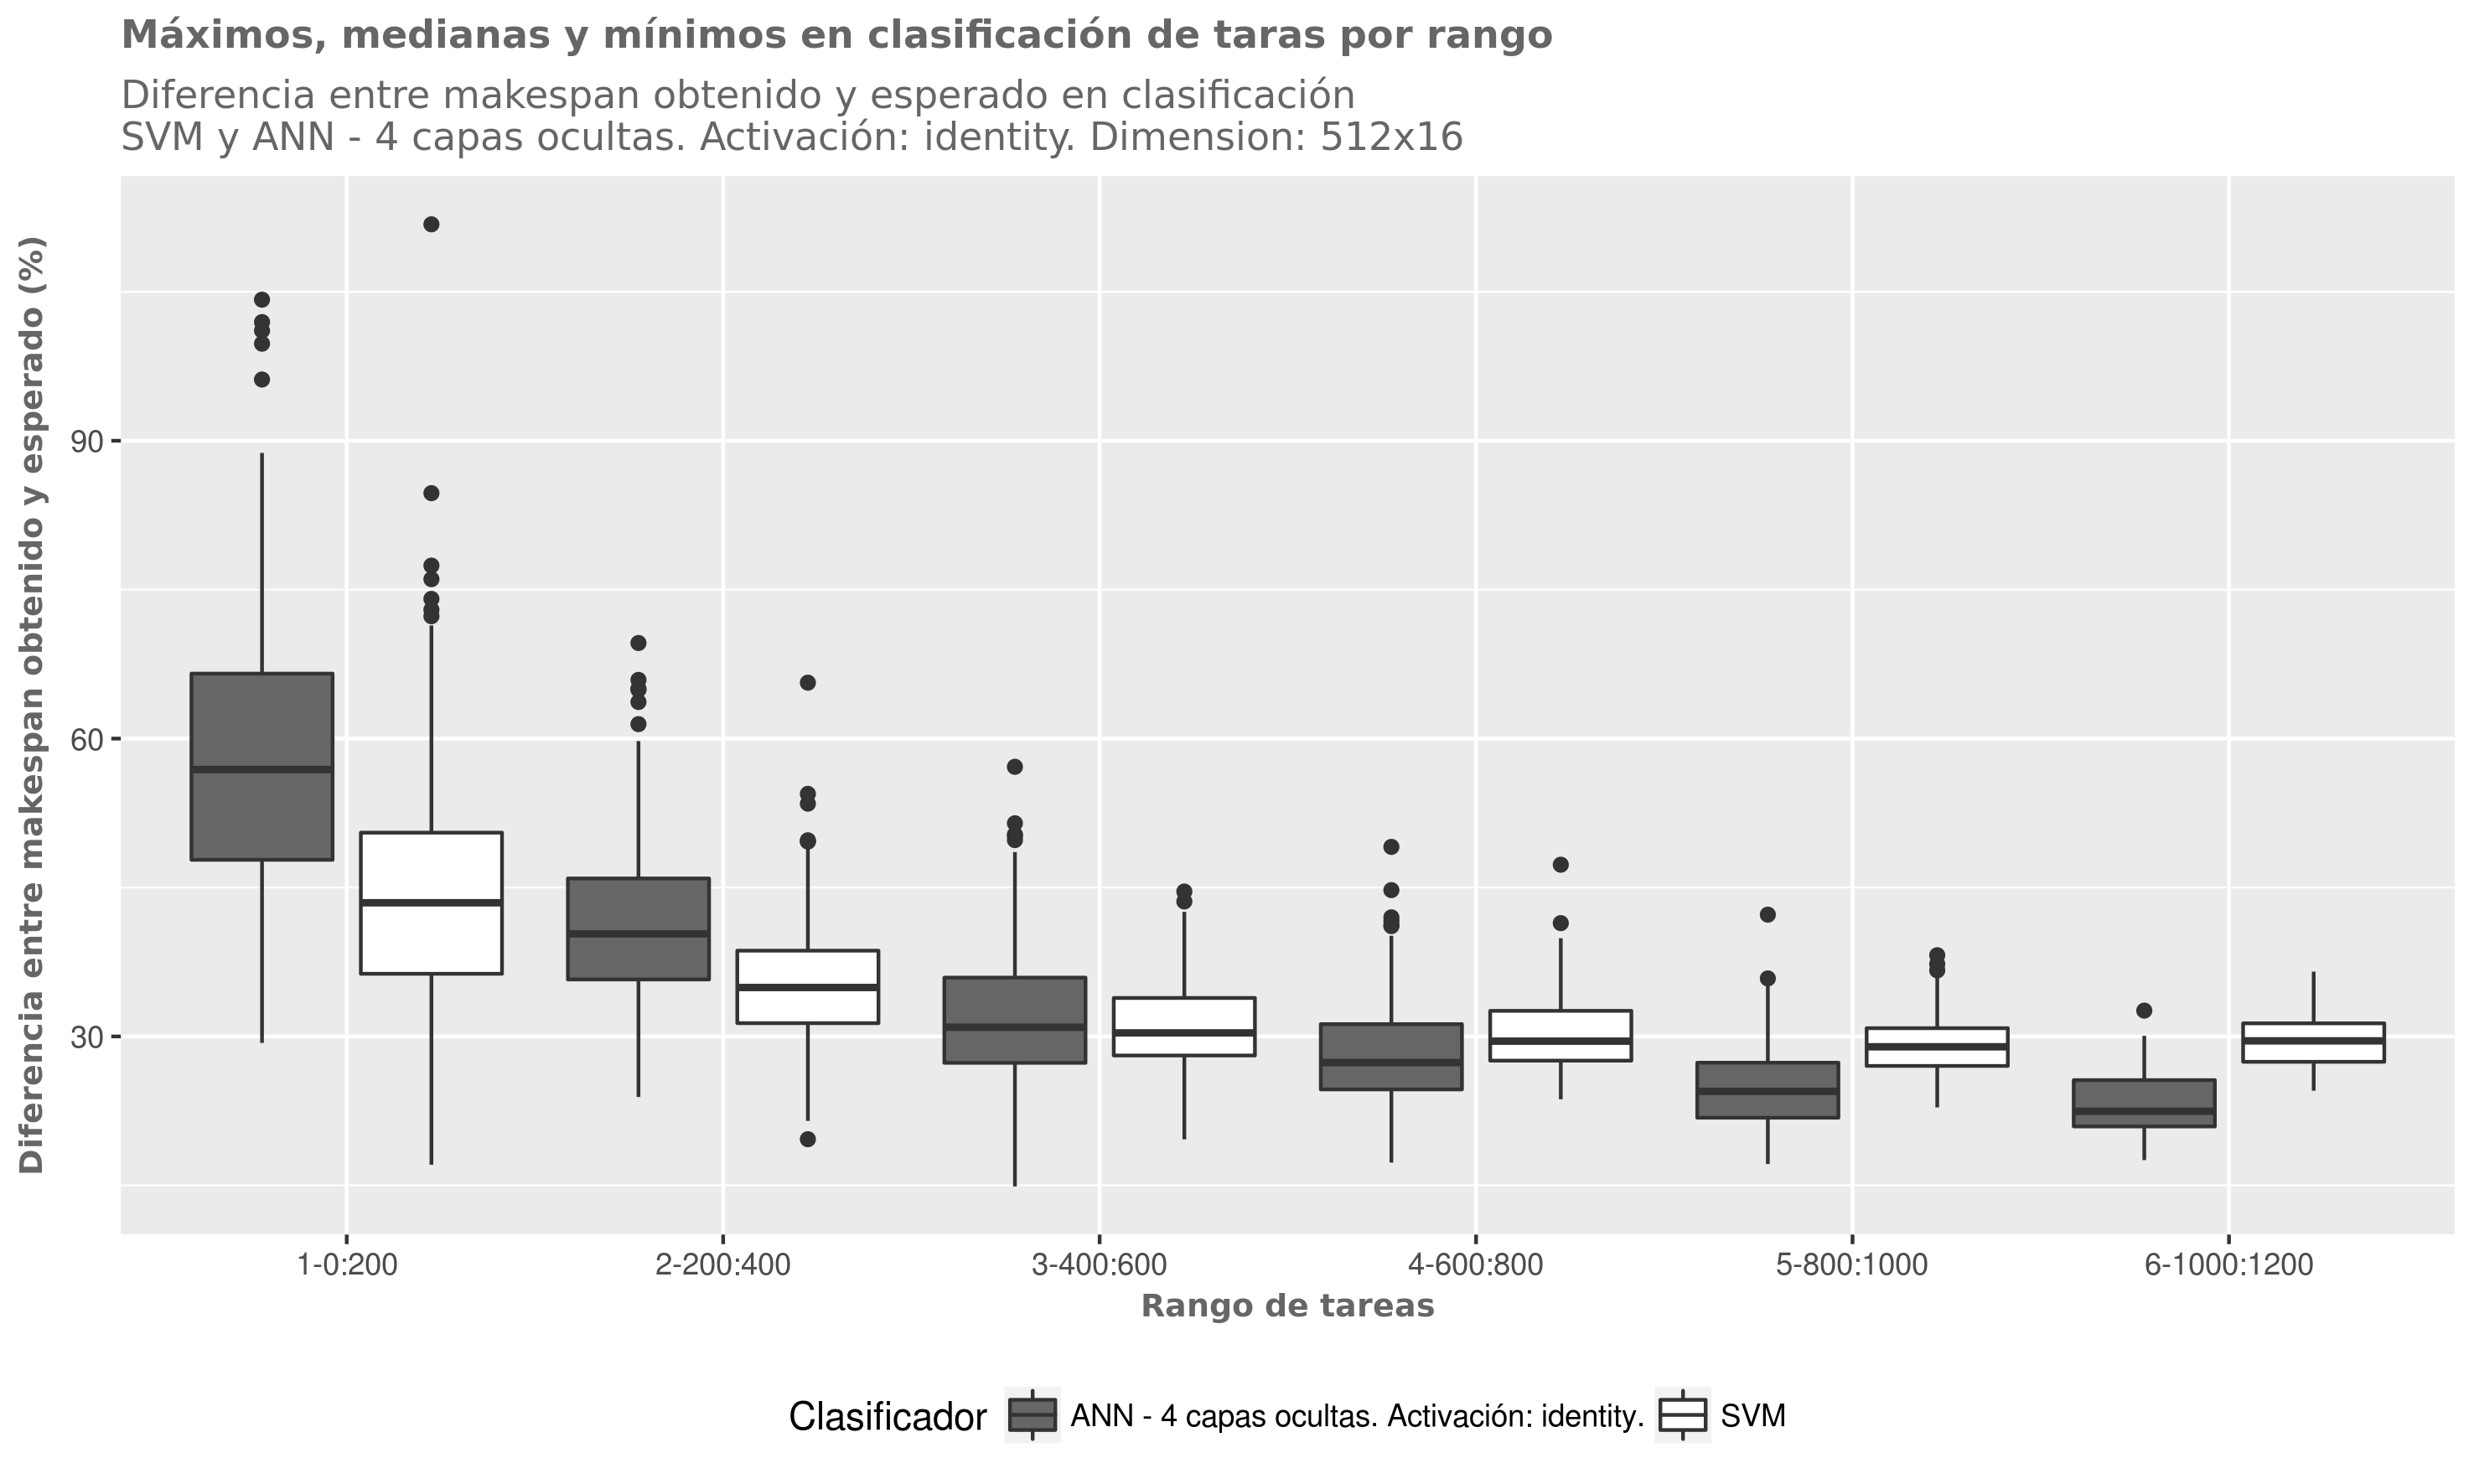 Máximos, medianas y mínimos en clasificación de taras por rango
Diferencia entre makespan obtenido y esperado en clasificación
SVM y ANN - 4 capas ocultas. Activación: identity. Dimension: 512x16
Diferencia entre makespan obtenido y esperado (%)
90
60
30
1-0:200
2-200:400
3-400:600
4-600:800
5-800:1000
6-1000:1200
Rango de tareas
Clasificador
ANN - 4 capas ocultas. Activación: identity.
SVM